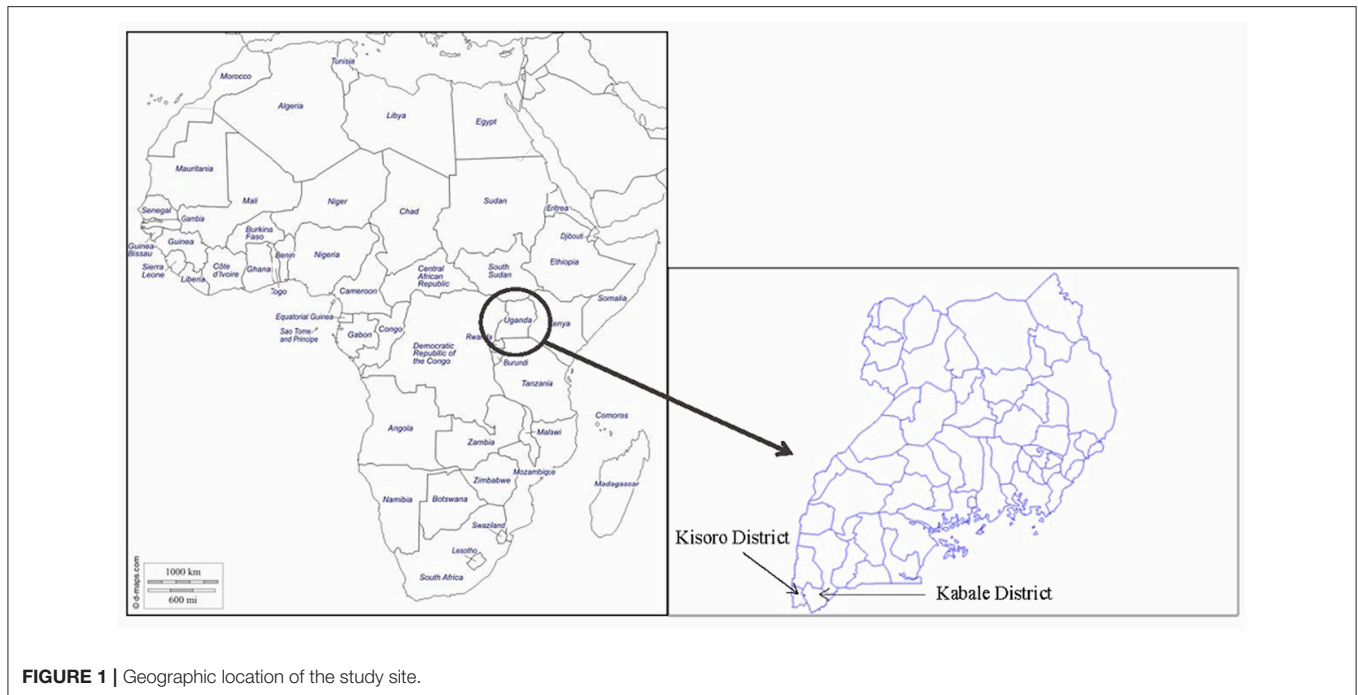 Tunisia
Morocco
Algeria
Libya
Egypt
Mauritania
Mali
Niger
Chad
Sudan
Eritrea
Senegal
Gambia
Burkina
Faso
Djibouti
Guinea
Guinea-
Bissau
Benin
Nigeria
Ethiopia
Sierra
Leone
Côte
d'Ivoire
Ghana
Liberia
Togo
Central
African
Republic
South
Sudan
Cameroon
Somalia
Equatorial Guinea
Uganda
Kenya
Sao Tome
and Principe
Gabon
Congo
Rwanda
Democratic
Republic of
the Congo
Burundi
Tanzania
Comoros
Angola
Malawi
Zambia
Mozambique
Zimbabwe
Madagascar
Namibia
Botswana
Swaziland
Lesotho
South Africa
© d-maps.com
1000 km
600 mi
Kisoro District
Kabale District
FIGURE 1 | Geographic location of the study site.